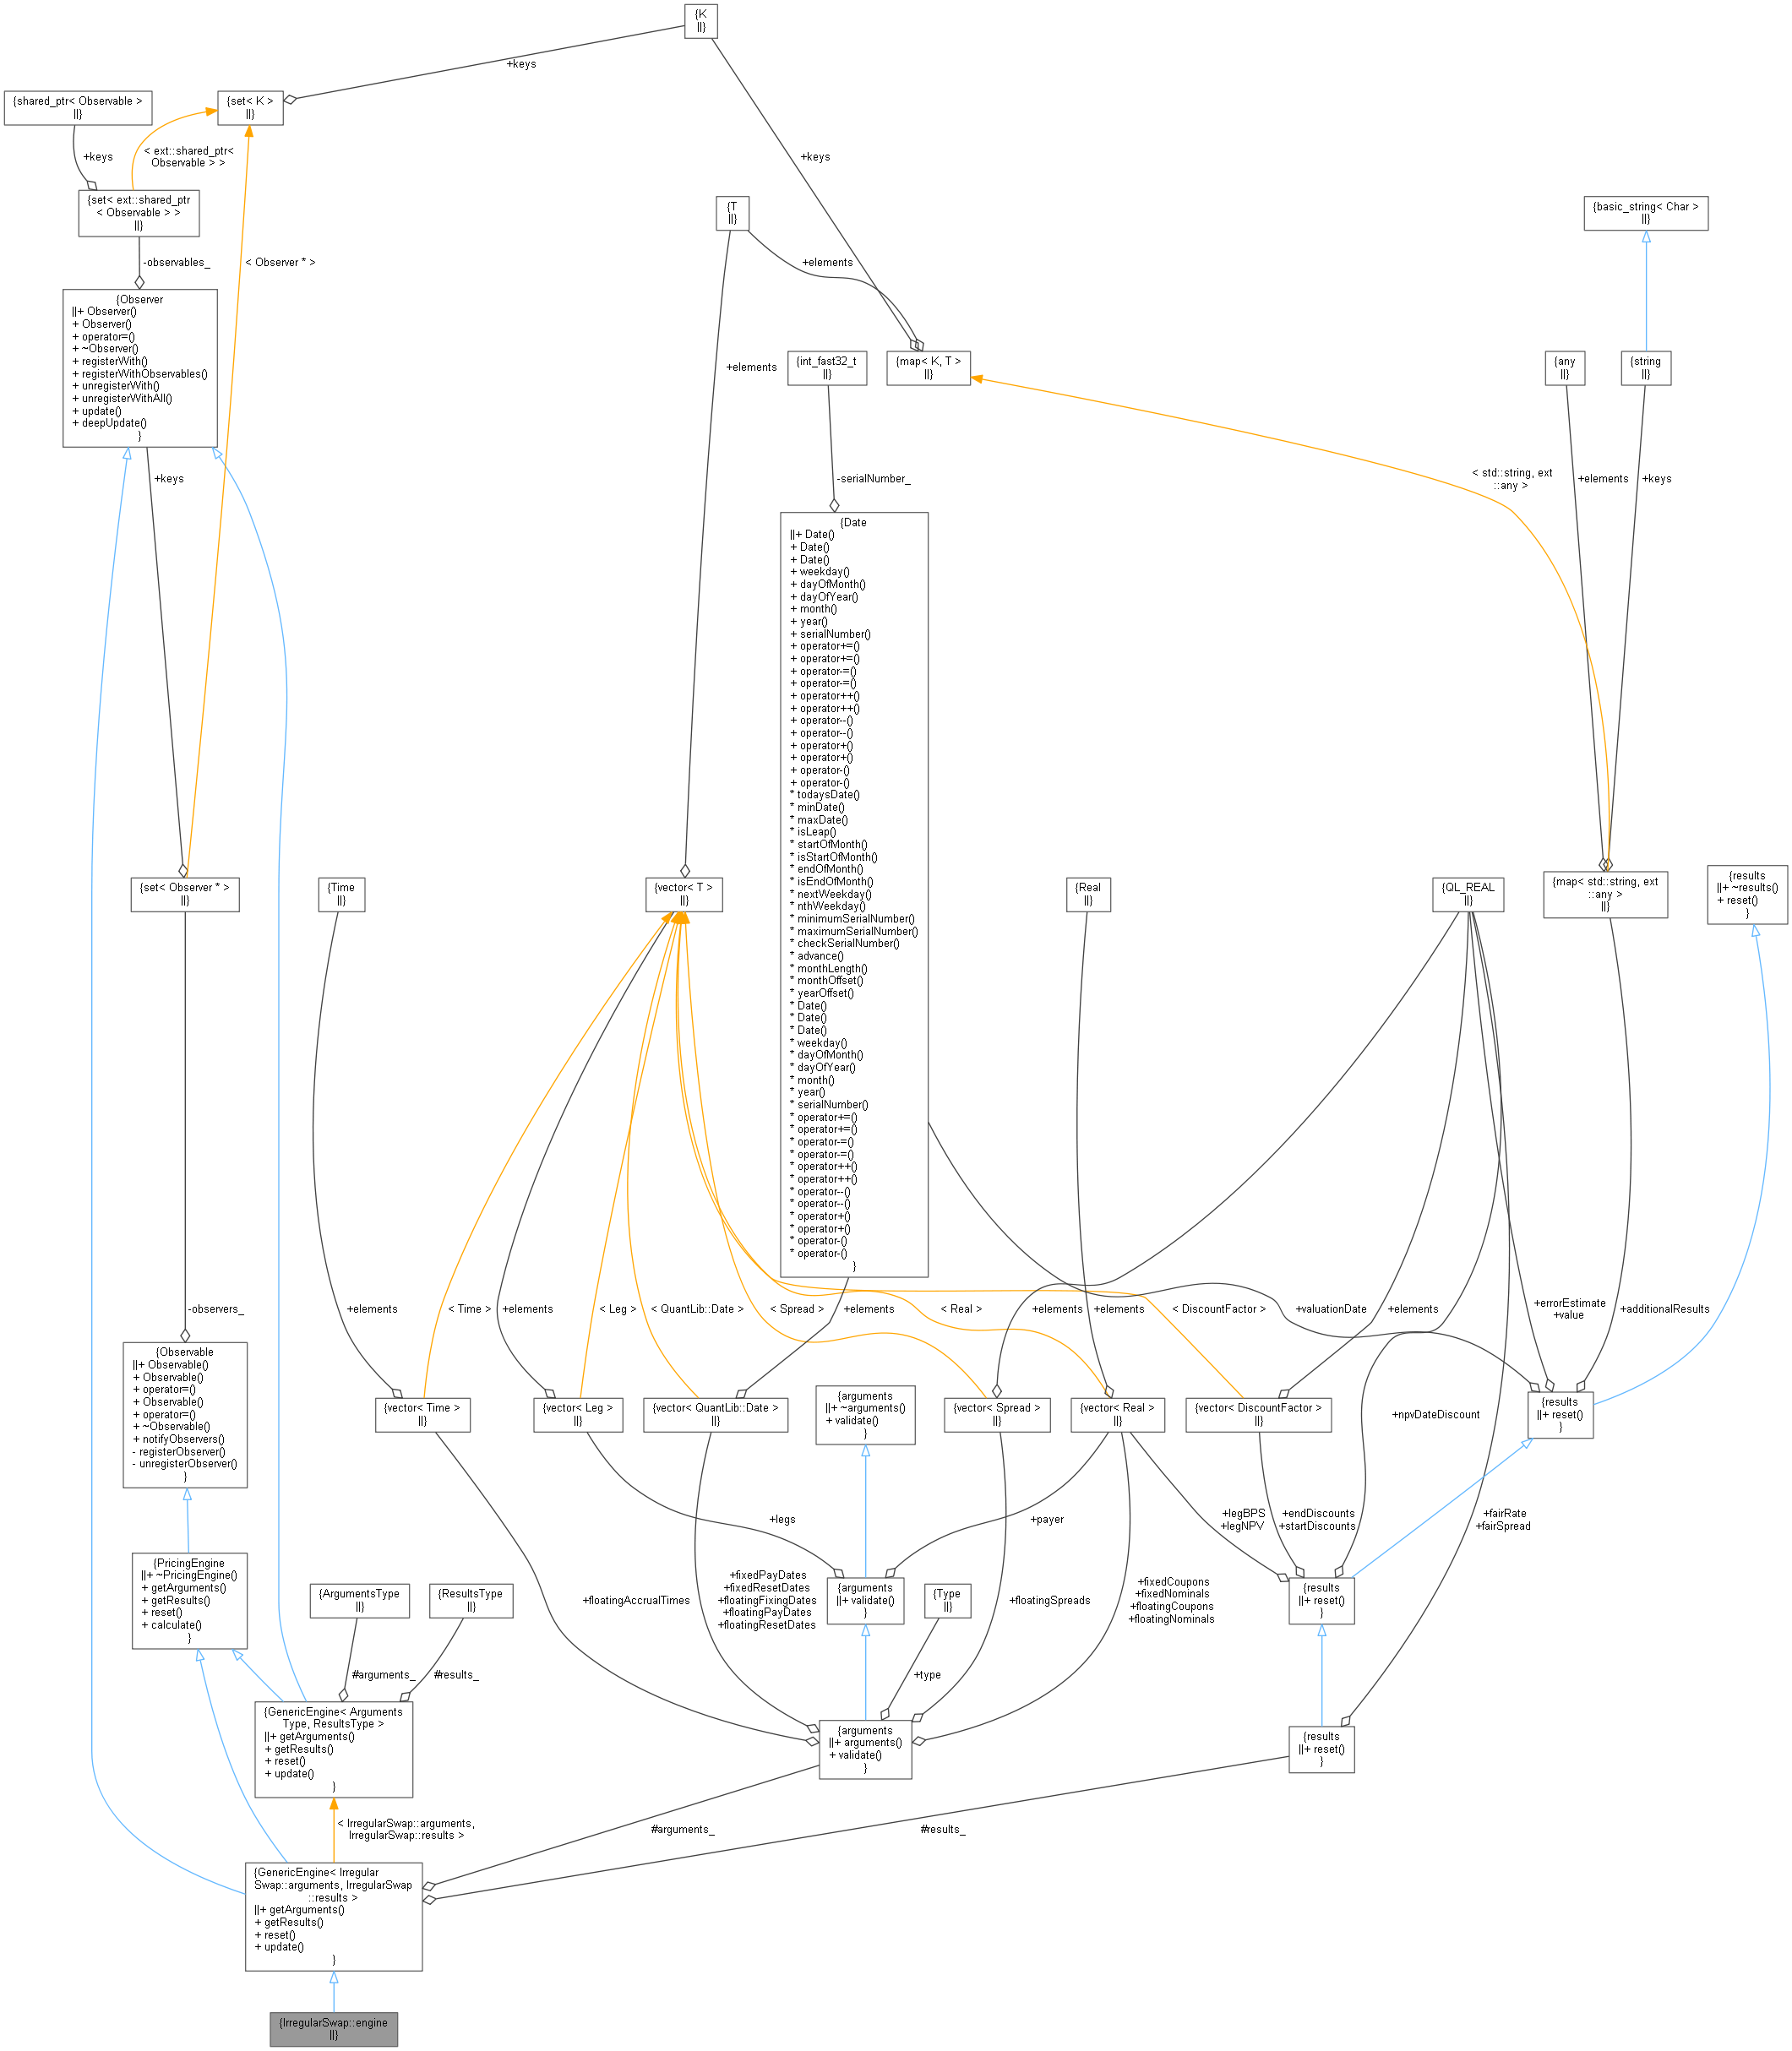 {K
||}
+keys
{shared_ptr< Observable >
||}
{set< K >
||}
+keys
< ext::shared_ptr<
Observable > >
+keys
{set< ext::shared_ptr
< Observable > >
||}
{T
||}
{basic_string< Char >
||}
-observables_
< Observer * >
+elements
{Observer
||+ Observer()
+ Observer()
+ operator=()
+ ~Observer()
+ registerWith()
+ registerWithObservables()
+ unregisterWith()
+ unregisterWithAll()
+ update()
+ deepUpdate()
}
+elements
{int_fast32_t
||}
{map< K, T >
||}
{any
||}
{string
||}
+keys
-serialNumber_
< std::string, ext
::any >
+elements
+keys
{Date
||+ Date()
+ Date()
+ Date()
+ weekday()
+ dayOfMonth()
+ dayOfYear()
+ month()
+ year()
+ serialNumber()
+ operator+=()
+ operator+=()
+ operator-=()
+ operator-=()
+ operator++()
+ operator++()
+ operator--()
+ operator--()
+ operator+()
+ operator+()
+ operator-()
+ operator-()
* todaysDate()
* minDate()
* maxDate()
* isLeap()
* startOfMonth()
* isStartOfMonth()
* endOfMonth()
* isEndOfMonth()
* nextWeekday()
* nthWeekday()
* minimumSerialNumber()
* maximumSerialNumber()
* checkSerialNumber()
* advance()
* monthLength()
* monthOffset()
* yearOffset()
* Date()
* Date()
* Date()
* weekday()
* dayOfMonth()
* dayOfYear()
* month()
* year()
* serialNumber()
* operator+=()
* operator+=()
* operator-=()
* operator-=()
* operator++()
* operator++()
* operator--()
* operator--()
* operator+()
* operator+()
* operator-()
* operator-()
}
{set< Observer * >
||}
{Time
||}
{vector< T >
||}
{Real
||}
{QL_REAL
||}
{map< std::string, ext
::any >
||}
{results
||+ ~results()
+ reset()
}
-observers_
+elements
< Time >
+elements
< Leg >
< QuantLib::Date >
< Spread >
+elements
+elements
+elements
< Real >
< DiscountFactor >
+valuationDate
+elements
+errorEstimate
+value
+additionalResults
{Observable
||+ Observable()
+ Observable()
+ operator=()
+ Observable()
+ operator=()
+ ~Observable()
+ notifyObservers()
- registerObserver()
- unregisterObserver()
}
{vector< Time >
||}
{vector< Leg >
||}
{vector< QuantLib::Date >
||}
{arguments
||+ ~arguments()
+ validate()
}
{vector< Spread >
||}
{vector< Real >
||}
{vector< DiscountFactor >
||}
+npvDateDiscount
{results
||+ reset()
}
+legs
+payer
+legBPS
+legNPV
+endDiscounts
+startDiscounts
+fairRate
+fairSpread
{PricingEngine
||+ ~PricingEngine()
+ getArguments()
+ getResults()
+ reset()
+ calculate()
}
{ArgumentsType
||}
{ResultsType
||}
+floatingAccrualTimes
+fixedPayDates
+fixedResetDates
+floatingFixingDates
+floatingPayDates
+floatingResetDates
{arguments
||+ validate()
}
{Type
||}
+floatingSpreads
+fixedCoupons
+fixedNominals
+floatingCoupons
+floatingNominals
{results
||+ reset()
}
#arguments_
#results_
+type
{GenericEngine< Arguments
Type, ResultsType >
||+ getArguments()
+ getResults()
+ reset()
+ update()
}
{arguments
||+ arguments()
+ validate()
}
{results
||+ reset()
}
< IrregularSwap::arguments,
IrregularSwap::results >
#arguments_
#results_
{GenericEngine< Irregular
Swap::arguments, IrregularSwap
::results >
||+ getArguments()
+ getResults()
+ reset()
+ update()
}
{IrregularSwap::engine
||}